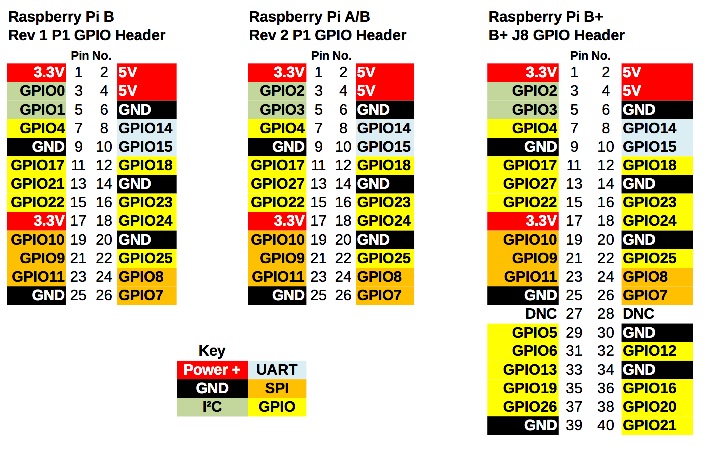 Raspberry Pi B
Rev 1 P1 GPIO Header
Pin No.
3.3V 1 2 5V
GPIO0 3 4 5V
GPIO1 5 6 GND
GPIO4 7 8 GPIO14
GND 9 10 GPIO15
GPIO17 11 12 GPIO18
GPIO21 13 14 GND
GPIO22 15 16 GPIO23
3.3V 17 18 GPIO24
GPIO10 19 20 GND
GPIO9 21 22 GPIO25
GPIO11 23 24 GPIO8
GND 25 26 GPIO7
Raspberry Pi A/B
Rev 2 P1 GPIO Header
Pin No.
3.3V 1 2 5V
GPIO2 3 4 5V
GPIO3 5 6 GND
GPIO4 7 8 GPIO14
GND 9 10 GPIO15
GPIO17 11 12 GPIO18
GPIO27 13 14 GND
GPIO22 15 16 GPIO23
3.3V 17 18 GPIO24
GPIO10 19 20 GND
GPIO9 21 22 GPIO25
GPIO11 23 24 GPIO8
GND 25 26 GPIO7
Raspberry Pi B+
B+ J8 GPIO Header
Pin No.
3.3V 1 2 5V
GPIO2 3 4 5V
GPIO3 5 6 GND
GPIO4 7 8 GPIO14
GND 9 10 GPIO15
GPIO17 11 12 GPIO18
GPIO27 13 14 GND
GPIO22 15 16 GPIO23
3.3V 17 18 GPIO24
GPIO10 19 20 GND
GPIO9 21 22 GPIO25
GPIO11 23 24 GPIO8
GND 25 26 GPIO7
DNC 27 28 DNC
GPIO5 29 30 GND
GPIO6 31 32 GPIO12
GPIO13 33 34 GND
GPIO19 35 36 GPIO16
GPIO26 37 38 GPIO20
GND 39 40 GPIO21
Key
Power + UART
GND SPI
I²C GPIO